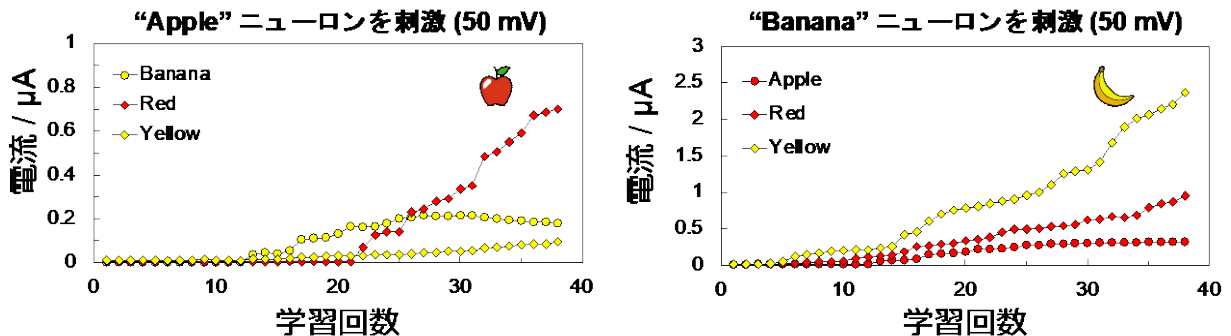 “Apple” ニューロンを刺激 (50 mV)
電流 / μA
1
0.8
0.6
0.4
0.2
0
Banana
Red
Yellow
0 10 20 30 40
学習回数
“Banana” ニューロンを刺激 (50 mV)
電流 / μA
3
2.5
2
1.5
1
0.5
0
Apple
Red
Yellow
0 10 20 30 40
学習回数